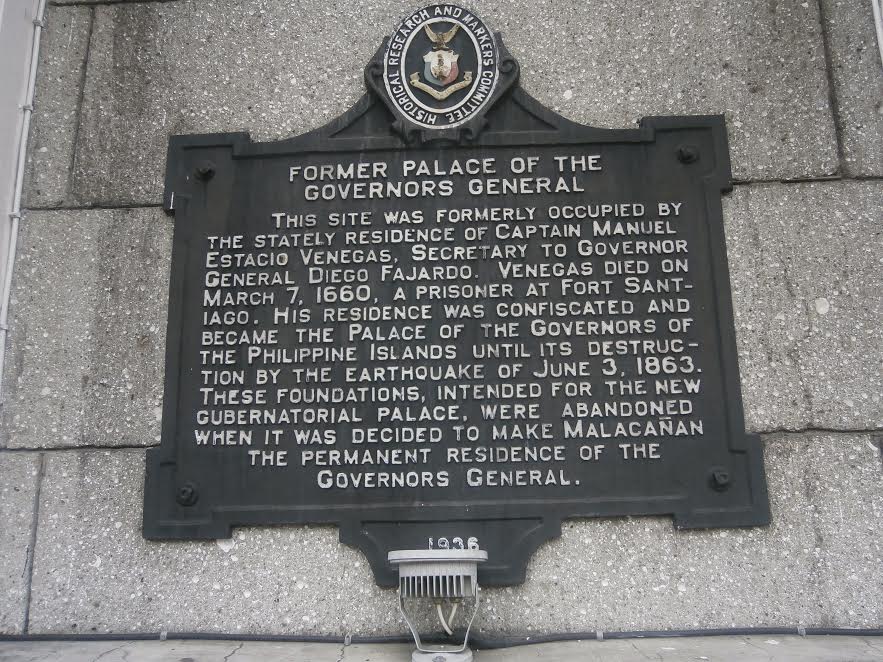 HISTORICAL RESEARCH AND MARKERS COMMITTEE
FORMER PALACE OF THE
GOVERNORS GENERAL
THIS SITE WAS FORMERLY OCCUPIED BY
THE STATELY RESIDENCE OF CAPTAIN MANUEL
ESTACIO VENEGAS, SECRETARY TO GOVERNOR
GENERAL DIEGO FAJARDO. VENEGAS DIED ON
MARCH 7, 1660, A PRISONER AT FORT SANT-
IAGO. HIS RESIDENCE WAS CONFISCATED AND
BECAME THE PALACE OF THE GOVERNORS OF
THE PHILIPPINE ISLANDS UNTIL ITS DESTRUC-
TION BY THE EARTHQUAKE OF JUNE 3, 1863.
THESE FOUNDATIONS, INTENDED FOR THE NEW
GUBERNATORIAL PALACE, WERE ABANDONED
WHEN IT WAS DECIDED TO MAKE MALACAÑAN
THE PERMANENT RESIDENCE OF THE
GOVERNORS GENERAL.
1936